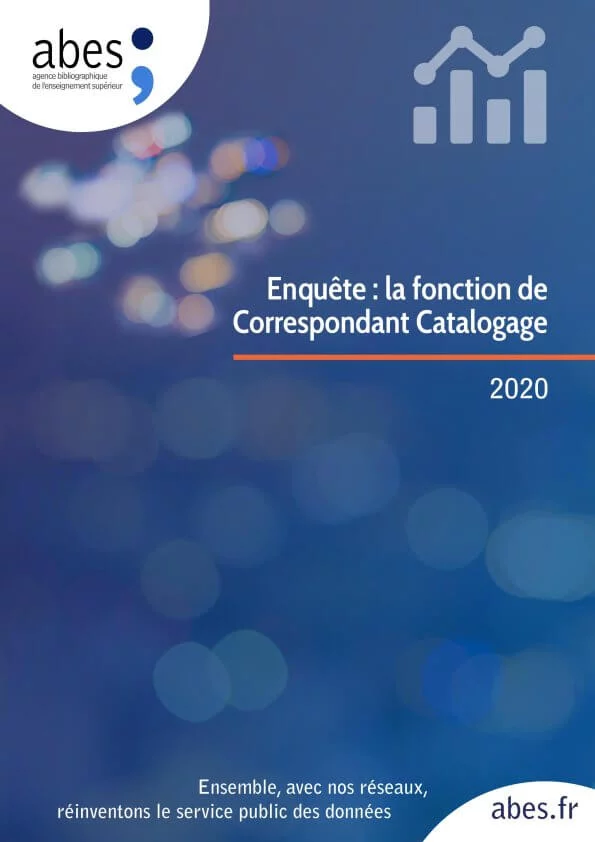 abes
agence bibliographique
de l'enseignement supérieur
Enquête : la fonction de
Correspondant Catalogage
2020
Ensemble, avec nos réseaux,
réinventons le service public des données
abes.fr